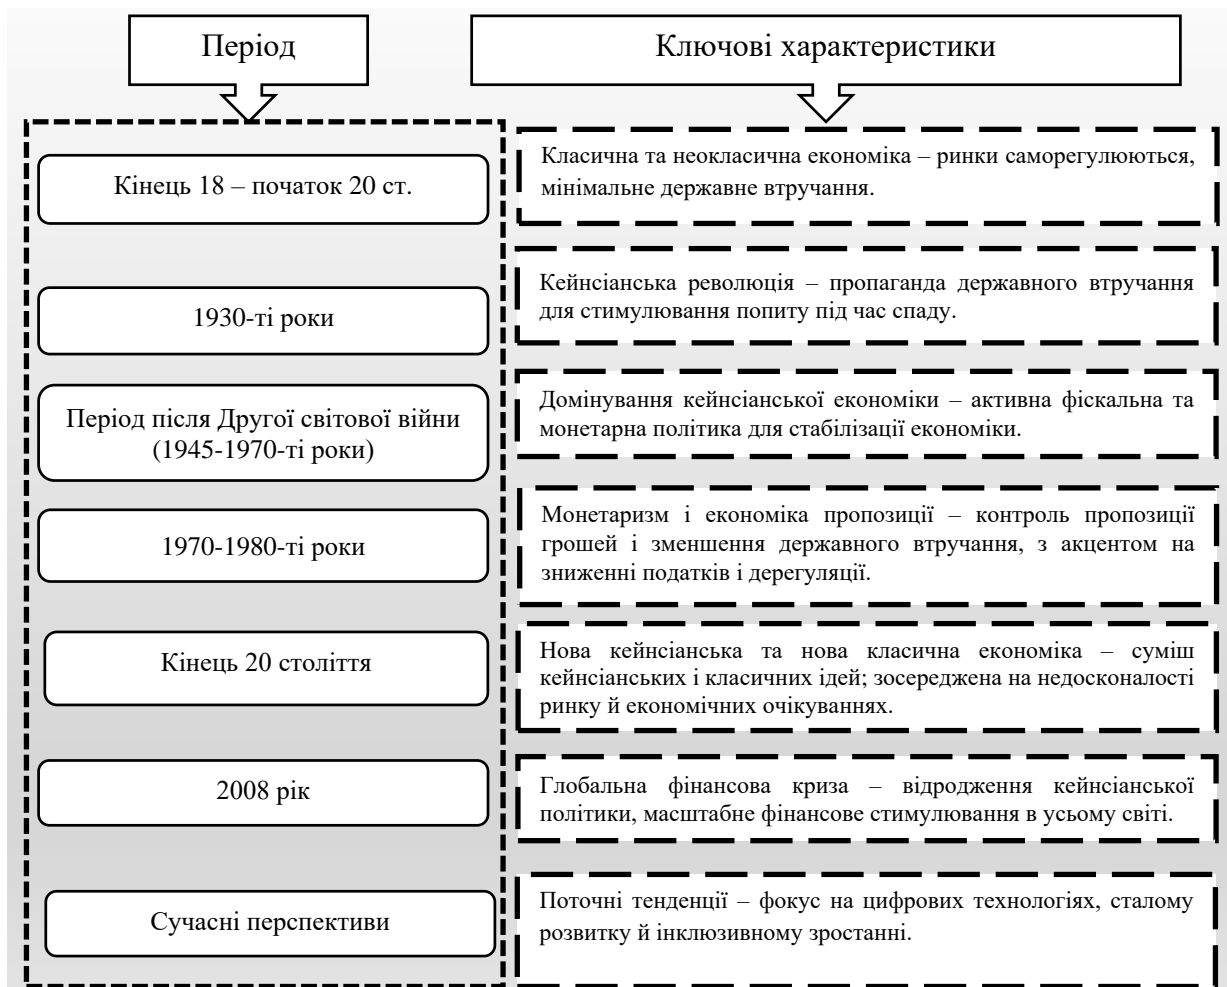 Період
Ключові характеристики
Кінець 18 – початок 20 ст.
Класична та неокласична економіка – ринки саморегулюються,
мінімальне державне втручання.
1930-ті роки
Кейнсіанська революція – пропаганда державного втручання
для стимулювання попиту під час спаду.
Період після Другої світової війни
(1945-1970-ті роки)
Домінування кейнсіанської економіки – активна фіскальна та
монетарна політика для стабілізації економіки.
1970-1980-ті роки
Монетаризм і економіка пропозиції – контроль пропозиції
грошей і зменшення державного втручання, з акцентом на
зниженні податків і дерегуляції.
Кінець 20 століття
Нова кейнсіанська та нова класична економіка – суміш
кейнсіанських і класичних ідей; зосереджена на недосконалості
ринку й економічних очікуваннях.
2008 рік
Глобальна фінансова криза – відродження кейнсіанської
політики, масштабне фінансове стимулювання в усьому світі.
Сучасні перспективи
Поточні тенденції – фокус на цифрових технологіях, сталому
розвитку й інклюзивному зростанні.